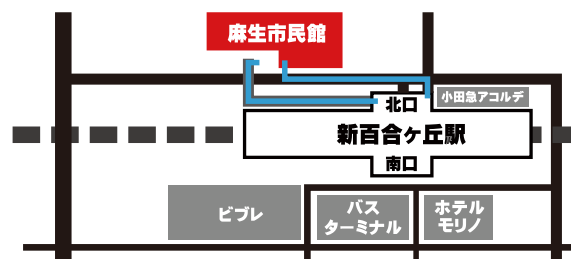 麻生市民館
小田急アコルデ
北口
新百合ヶ丘駅
南口
ビブレ
バス
ターミナル
ホテル
モリノ